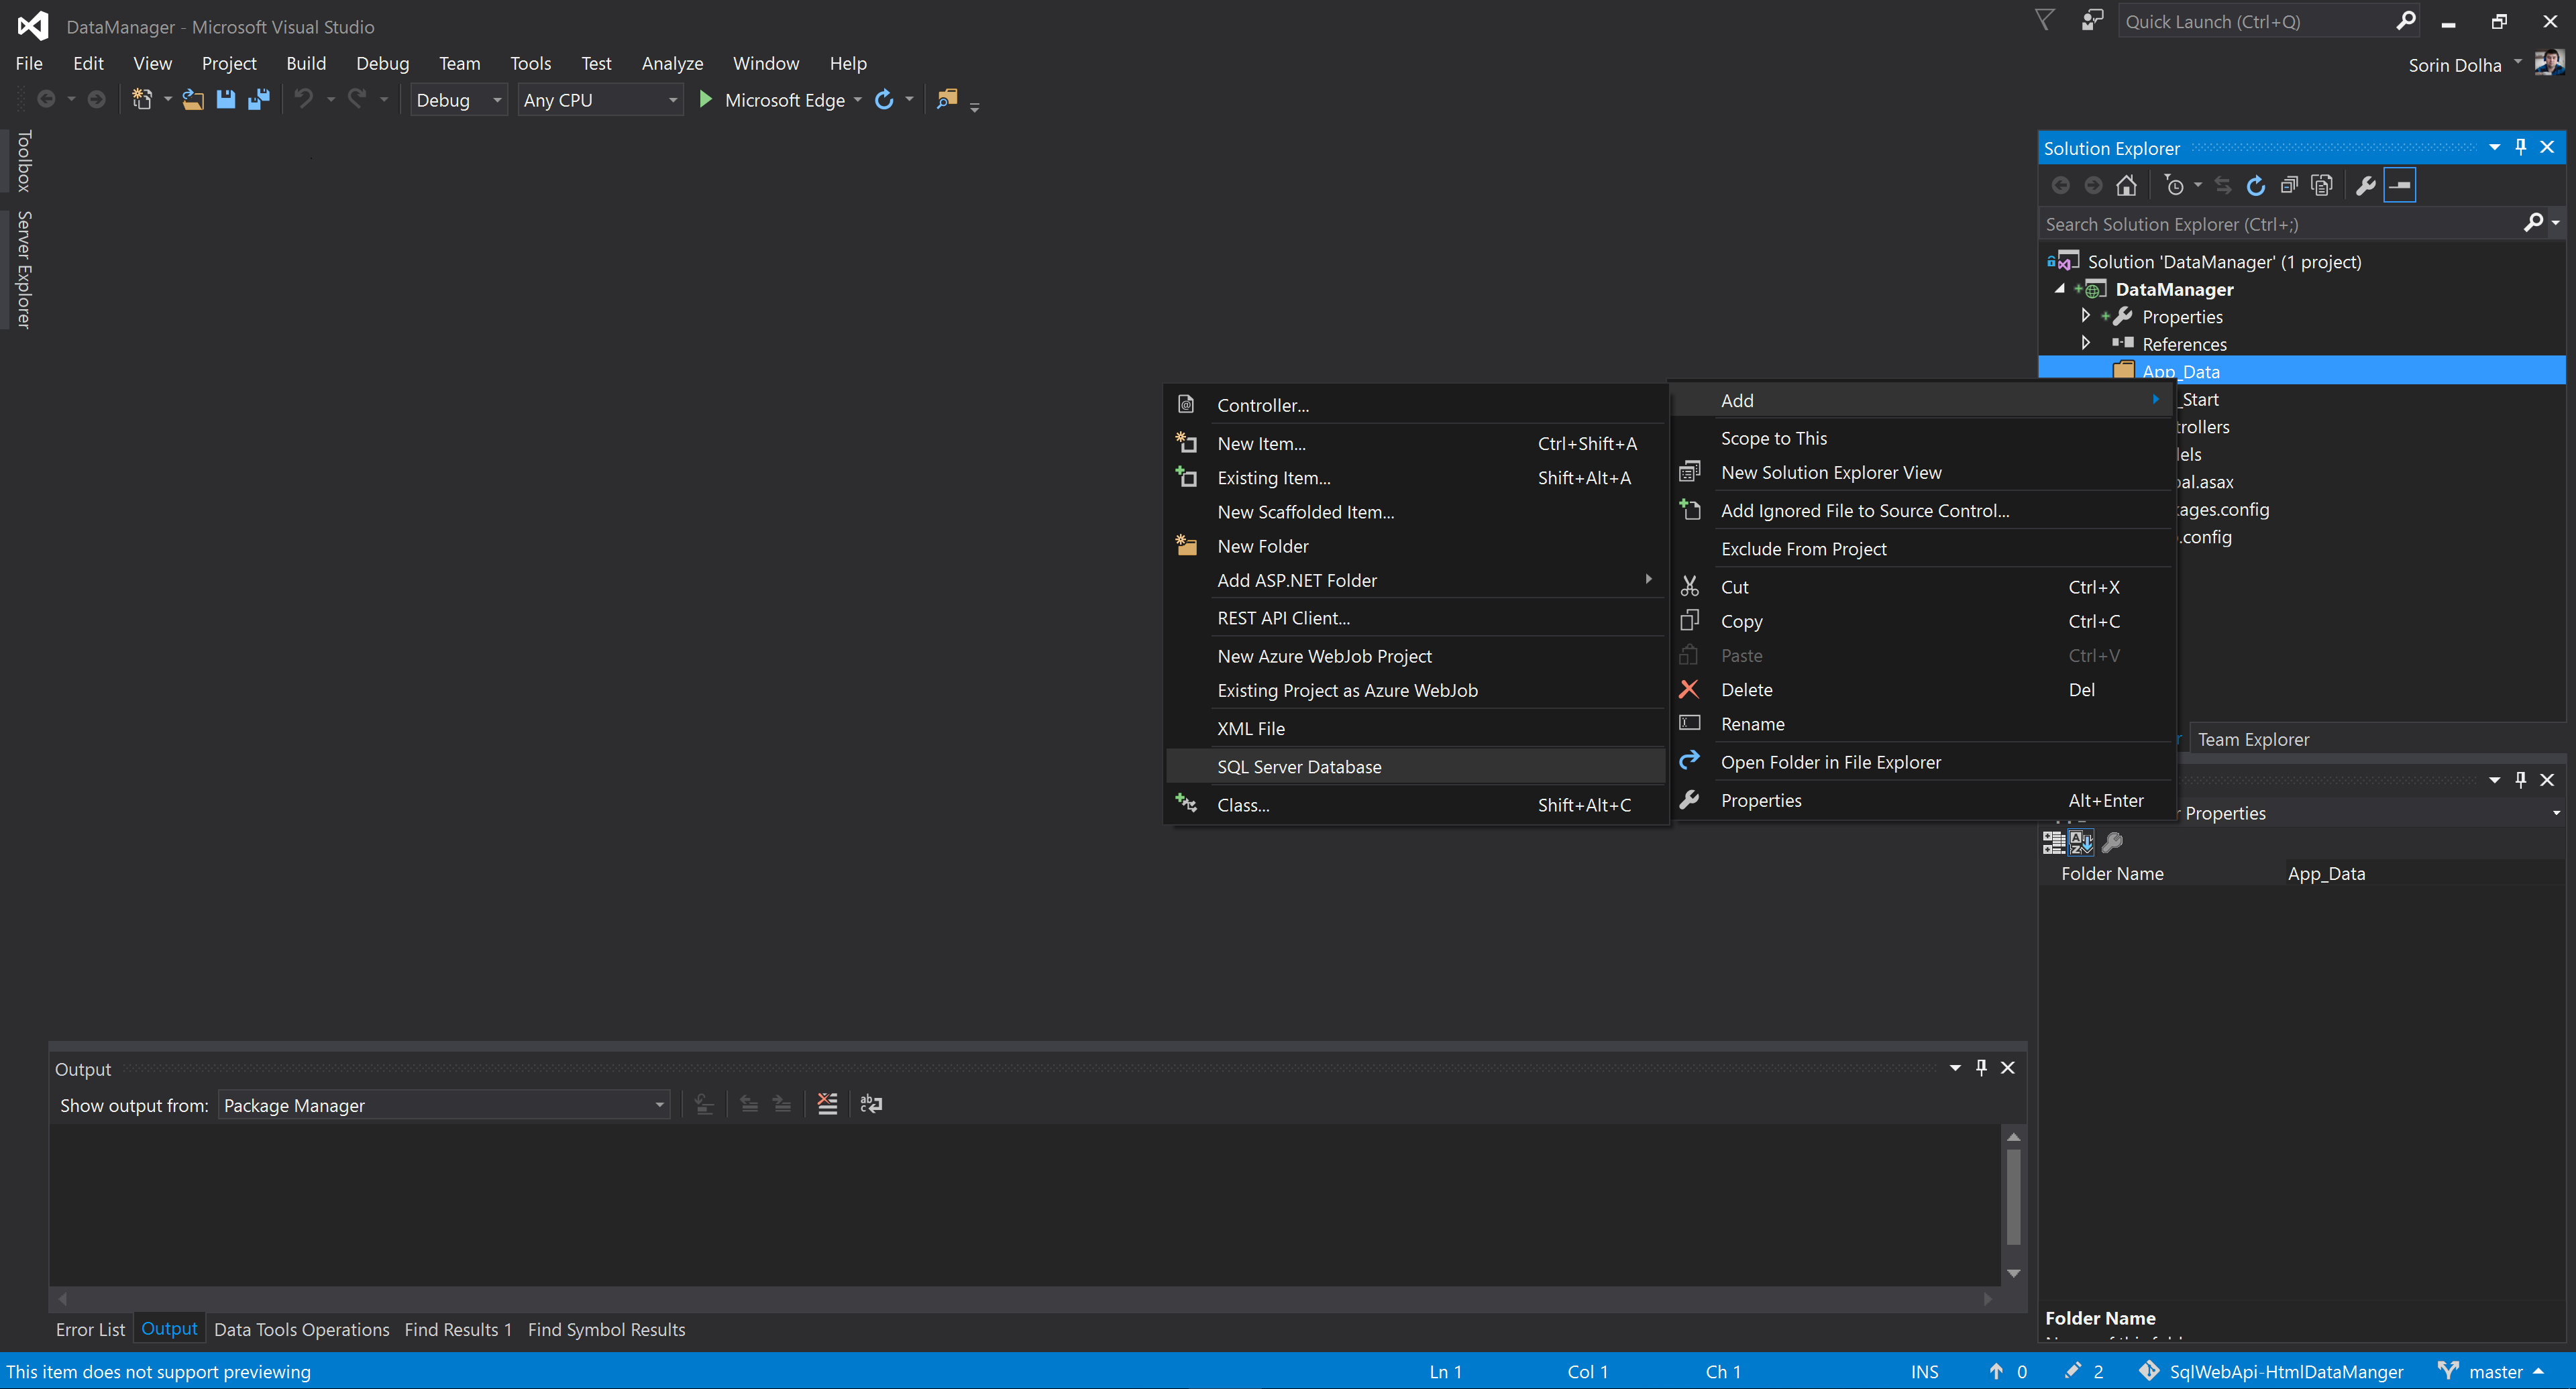 DataManager - Microsoft Visual Studio
Quick Launch (Ctrl+Q)
File Edit View Project Build Debug Team Tools Test Analyze Window Help
Sorin Dolha
Debug Any CPU Microsoft Edge
Toolbox
Server Explorer
Solution Explorer
Search Solution Explorer (Ctrl+;)
Solution 'DataManager' (1 project)
DataManager
Properties
References
App_Data
_Start
trollers
lels
al.asax
ages.config
.config
Controller...
New Item... Ctrl+Shift+A
Existing Item... Shift+Alt+A
New Scaffolded Item...
New Folder
Add ASP.NET Folder
REST API Client...
New Azure WebJob Project
Existing Project as Azure WebJob
XML File
SQL Server Database
Class... Shift+Alt+C
Add
Scope to This
New Solution Explorer View
Add Ignored File to Source Control...
Exclude From Project
Cut Ctrl+X
Copy Ctrl+C
Paste Ctrl+V
Delete Del
Rename
Open Folder in File Explorer
Properties Alt+Enter
Team Explorer
Properties
Folder Name App_Data
Folder Name
Output
Show output from: Package Manager
Error List Output Data Tools Operations Find Results 1 Find Symbol Results
This item does not support previewing Ln 1 Col 1 Ch 1 INS 0 2 SqlWebApi-HtmlDataManger master